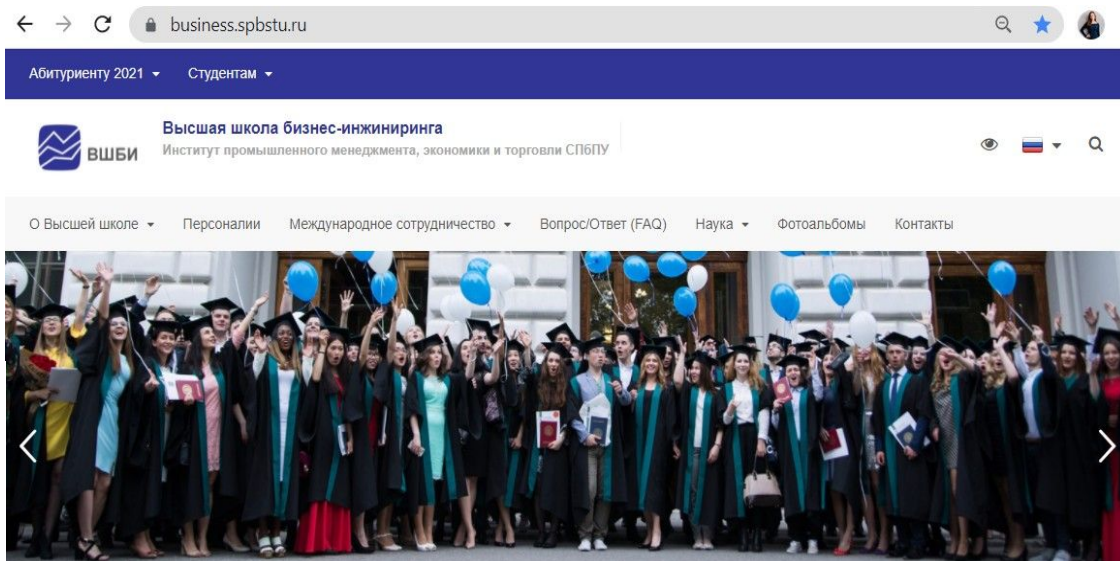 business.spbstu.ru
Абитуриенту 2021 Студентам
ВШБИ
Высшая школа бизнес-инжиниринга
Институт промышленного менеджмента, экономики и торговли СПбПУ
О Высшей школе Персоналии Международное сотрудничество Вопрос/Ответ (FAQ) Наука Фотоальбомы Контакты